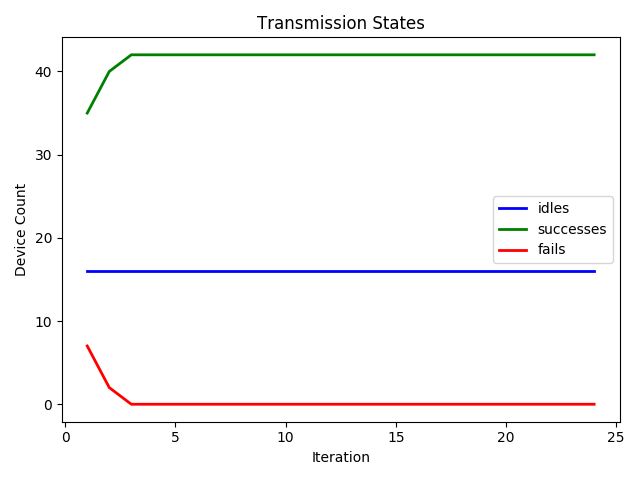 Transmission States
Device Count
40
30
20
10
0
idles
successes
fails
0 5 10 15 20 25
Iteration